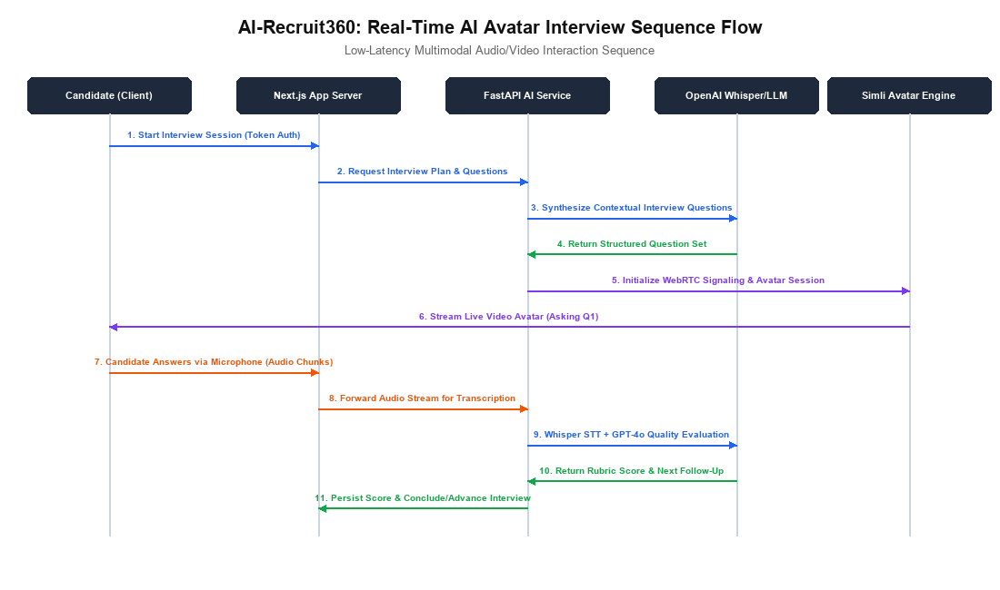 AI-Recruit360: Real-Time AI Avatar Interview Sequence Flow
Low-Latency Multimodal Audio/Video Interaction Sequence
Candidate (Client)
Next.js App Server
FastAPI AI Service
OpenAI Whisper/LLM
Simli Avatar Engine
1. Start Interview Session (Token Auth)
2. Request Interview Plan & Questions
3. Synthesize Contextual Interview Questions
4. Return Structured Question Set
5. Initialize WebRTC Signaling & Avatar Session
6. Stream Live Video Avatar (Asking Q1)
7. Candidate Answers via Microphone (Audio Chunks)
8. Forward Audio Stream for Transcription
9. Whisper STT + GPT-4o Quality Evaluation
10. Return Rubric Score & Next Follow-Up
11. Persist Score & Conclude/Advance Interview